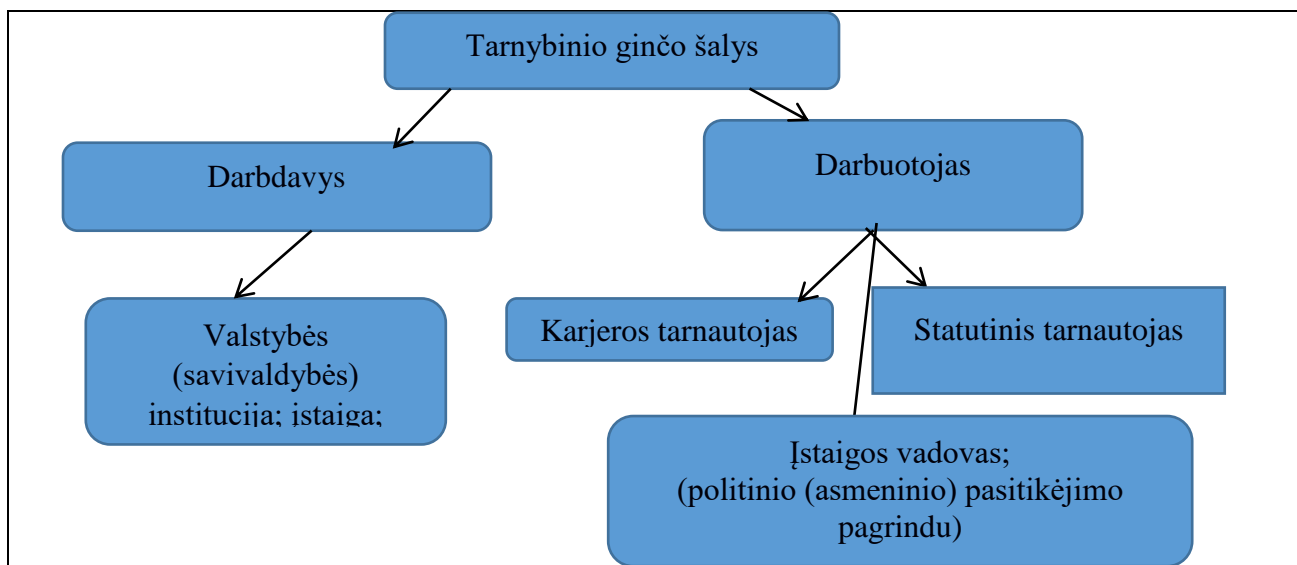 Tarnybinio ginčo šalys
Darbdavys
Darbuotojas
Valstybės
(savivaldybės)
institucija; įstaiga;
Karjeros tarnautojas
Statutinis tarnautojas
Įstaigos vadovas;
(politinio (asmeninio) pasitikėjimo
pagrindu)